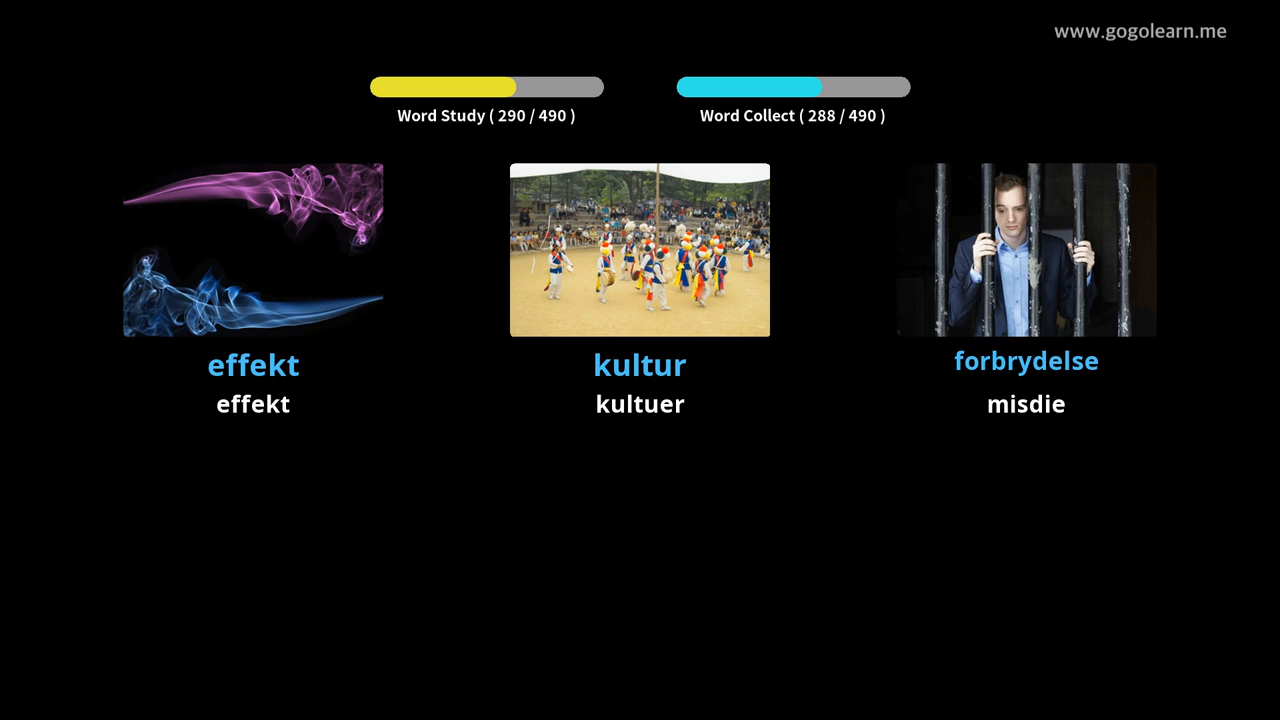 www.gogolearn.me
Word Study ( 290 / 490 )
Word Collect ( 288 / 490 )
effekt
kultur
forbrydelse
effekt
kultuer
misdie